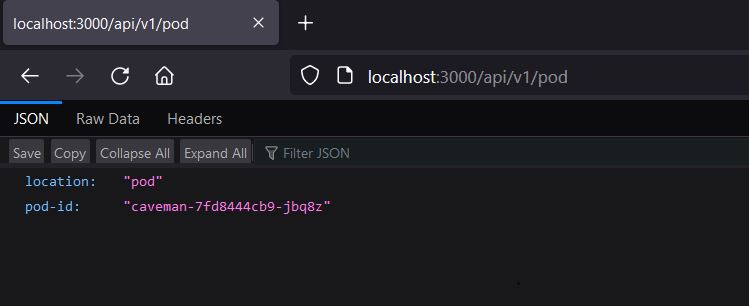 localhost:3000/api/v1/pod
localhost:3000/api/v1/pod
JSON Raw Data Headers
Save Copy Collapse All Expand All Filter JSON
location: "pod"
pod-id: "caveman-7fd8444cb9-jbq8z"